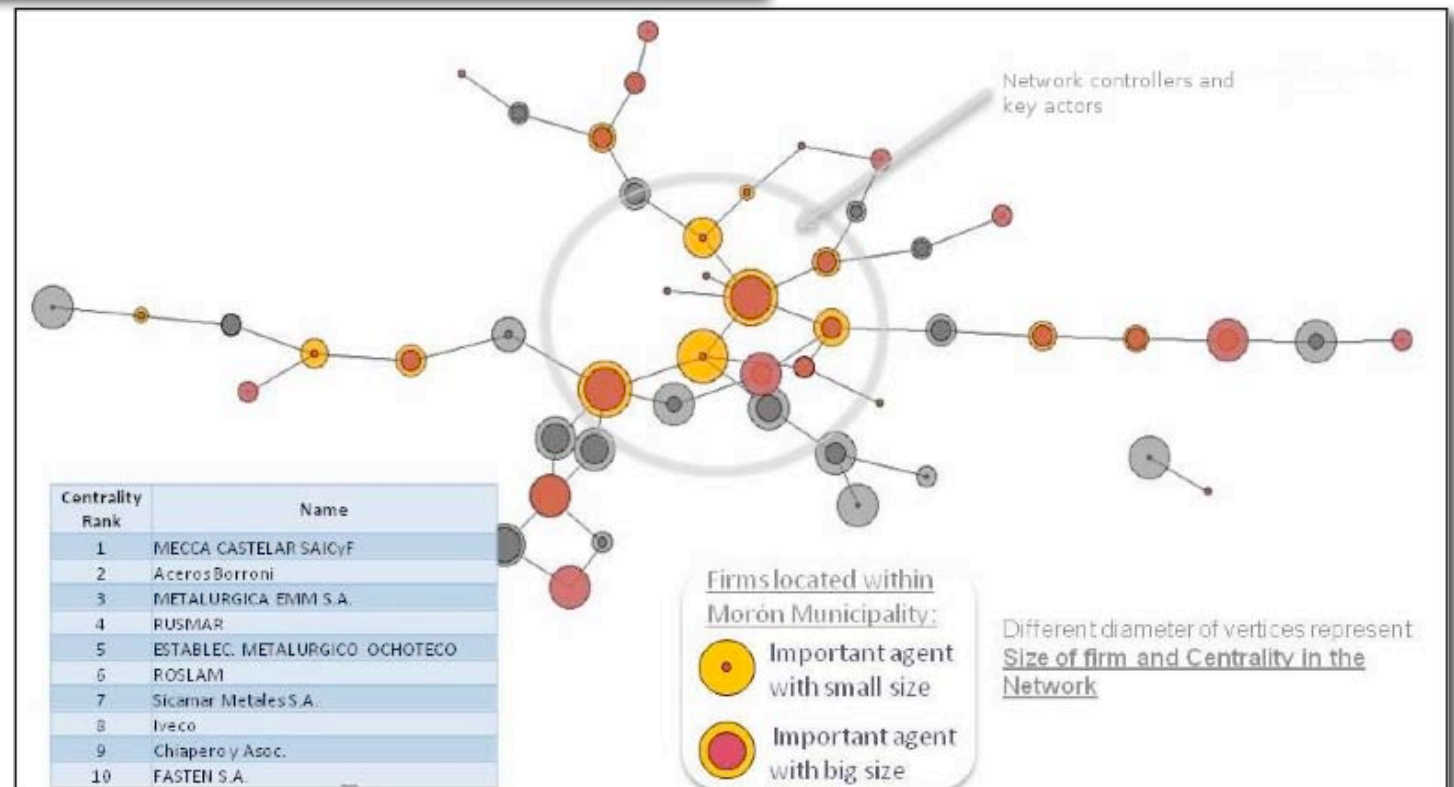 Network controllers and
key actors
Centrality
Rank
Name
1 MECCA CASTELAR SAICyF
2 Aceros Borroni
3 METALURGICA EMM S.A.
4 RUSMAR
5 ESTABLEC. METALURGICO OCHOTECO
6 ROSLAM
7 Sicamar Metales S.A.
8 Iveco
9 Chiapero y Asoc.
10 FASTEN S.A.
Firms located within
Morón Municipality:
Important agent
with small size
Important agent
with big size
Different diameter of vertices represent
Size of firm and Centrality in the
Network